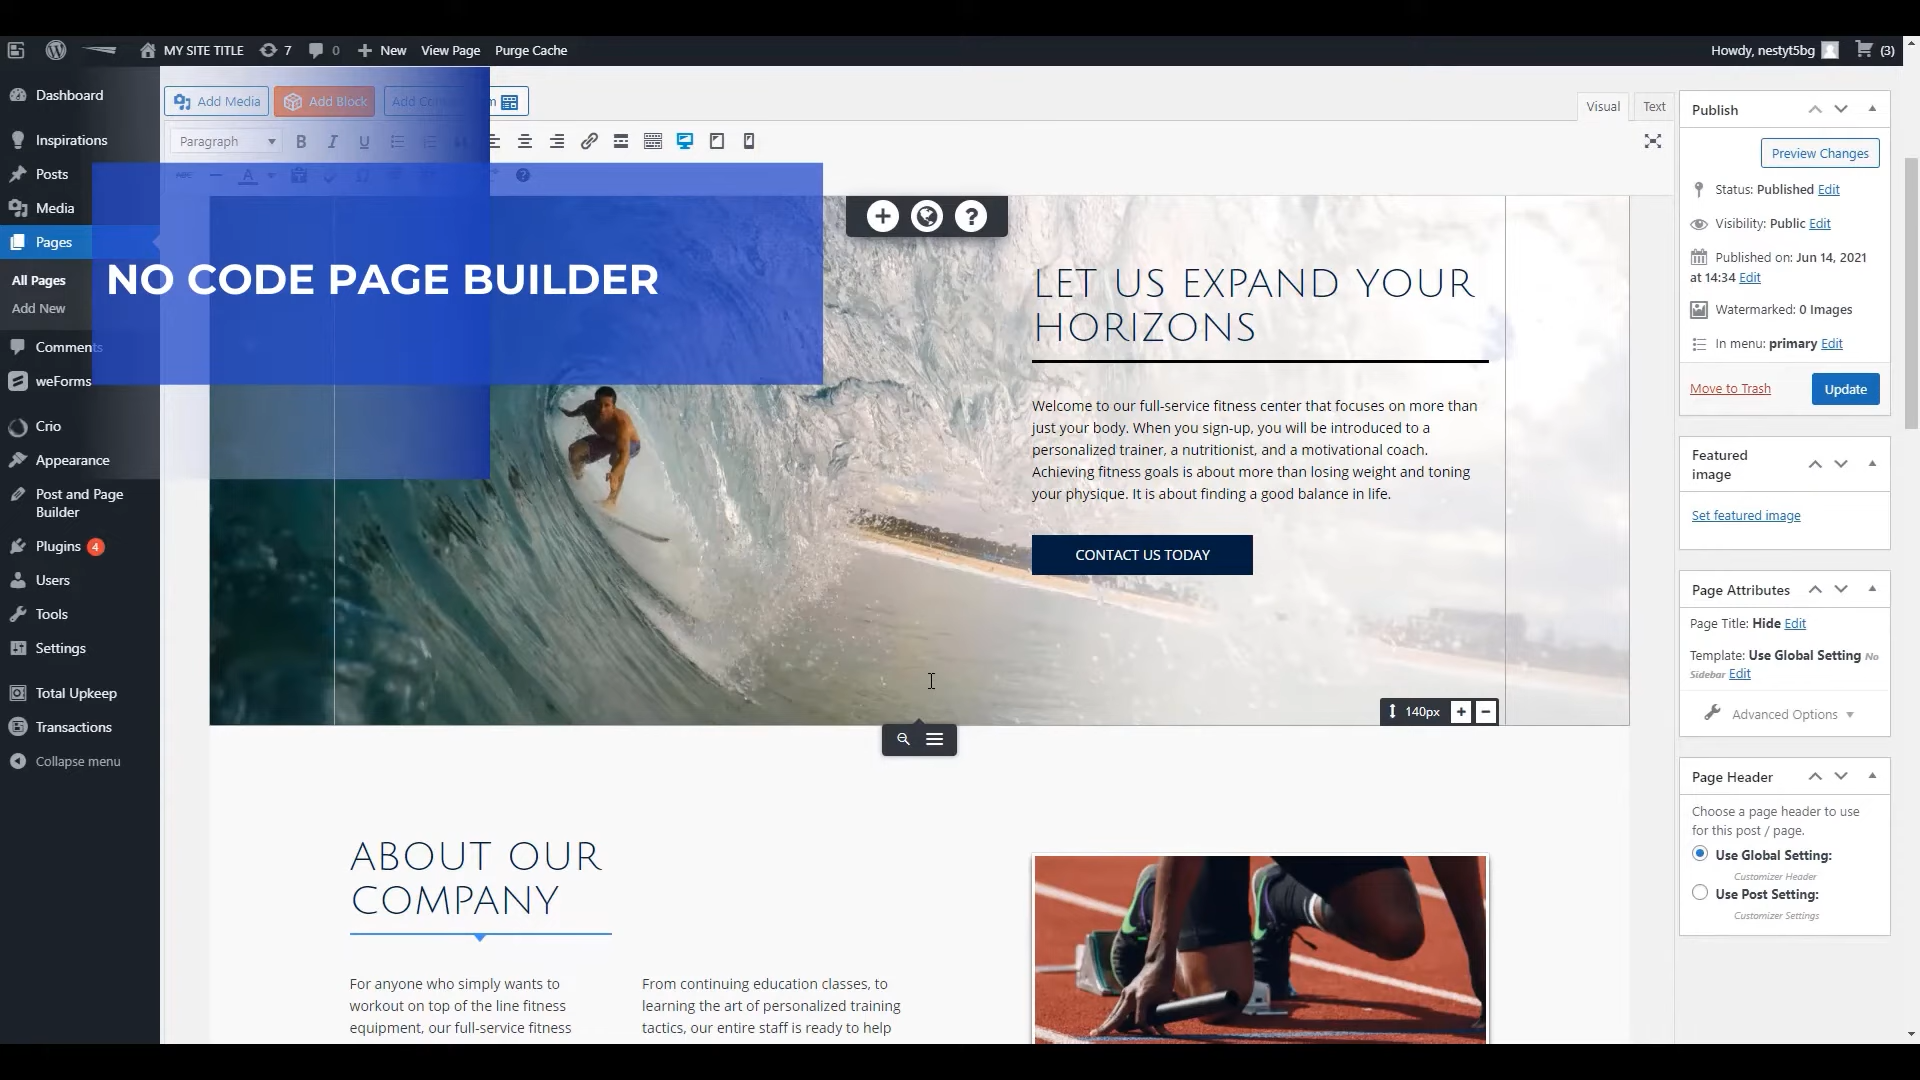 MY SITE TITLE
7
0
New
View Page
Purge Cache
Howdy, nestyt5bg
(3)
Dashboard
Inspirations
Posts
Media
Pages
All Pages
Add New
Comments
weForms
Crio
Appearance
Post and Page
Builder
Plugins 4
Users
Tools
Settings
Total Upkeep
Transactions
Collapse menu
Add Media
Add Block
Visual
Text
Paragraph
B I U
NO CODE PAGE BUILDER
LET US EXPAND YOUR
HORIZONS
Welcome to our full-service fitness center that focuses on more than
just your body. When you sign-up, you will be introduced to a
personalized trainer, a nutritionist, and a motivational coach.
Achieving fitness goals is about more than losing weight and toning
your physique. It is about finding a good balance in life.
CONTACT US TODAY
140px
ABOUT OUR
COMPANY
For anyone who simply wants to
workout on top of the line fitness
equipment, our full-service fitness
From continuing education classes, to
learning the art of personalized training
tactics, our entire staff is ready to help
Publish
Preview Changes
Status: Published Edit
Visibility: Public Edit
Published on: Jun 14, 2021
at 14:34 Edit
Watermarked: 0 Images
In menu: primary Edit
Move to Trash
Update
Featured
image
Set featured image
Page Attributes
Page Title: Hide Edit
Template: Use Global Setting No
Sidebar Edit
Advanced Options
Page Header
Choose a page header to use
for this post / page.
Use Global Setting:
Customizer Header
Use Post Setting:
Customizer Settings